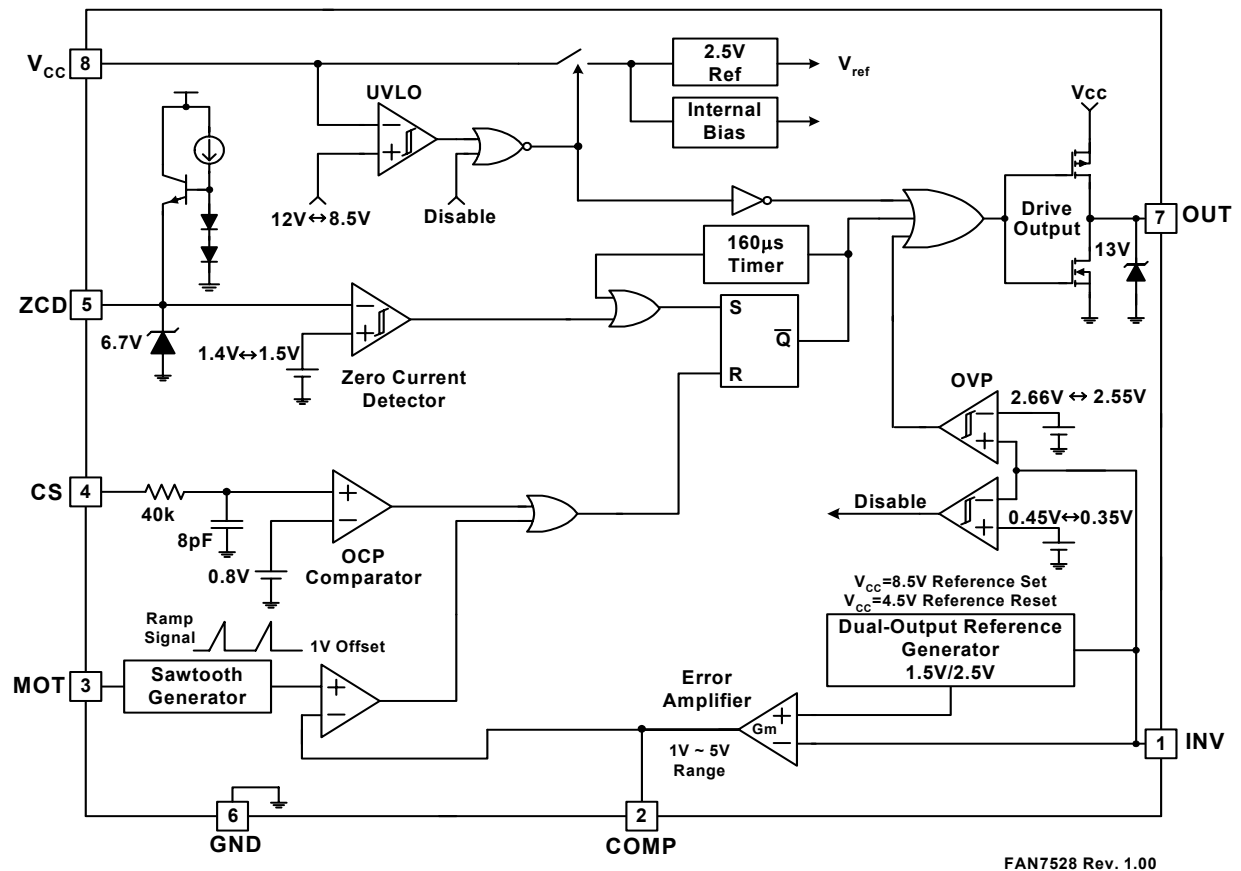 V_CC
8
2.5V
Ref
V_ref
UVLO
−
+
Internal
Bias
Vcc
12V↔8.5V
Disable
Drive
Output
7
OUT
13V
160μs
Timer
ZCD
5
6.7V
−
+
1.4V↔1.5V
Zero Current
Detector
S
Q̅
R
OVP
−
+
2.66V ↔ 2.55V
CS
4
40k
8pF
+
−
0.8V
OCP
Comparator
Disable
−
+
0.45V↔0.35V
V_CC=8.5V Reference Set
V_CC=4.5V Reference Reset
Dual-Output Reference
Generator
1.5V/2.5V
Ramp
Signal
1V Offset
MOT
3
Sawtooth
Generator
+
−
Error
Amplifier
Gm
+
−
1V ~ 5V
Range
1
INV
6
GND
2
COMP
FAN7528 Rev. 1.00